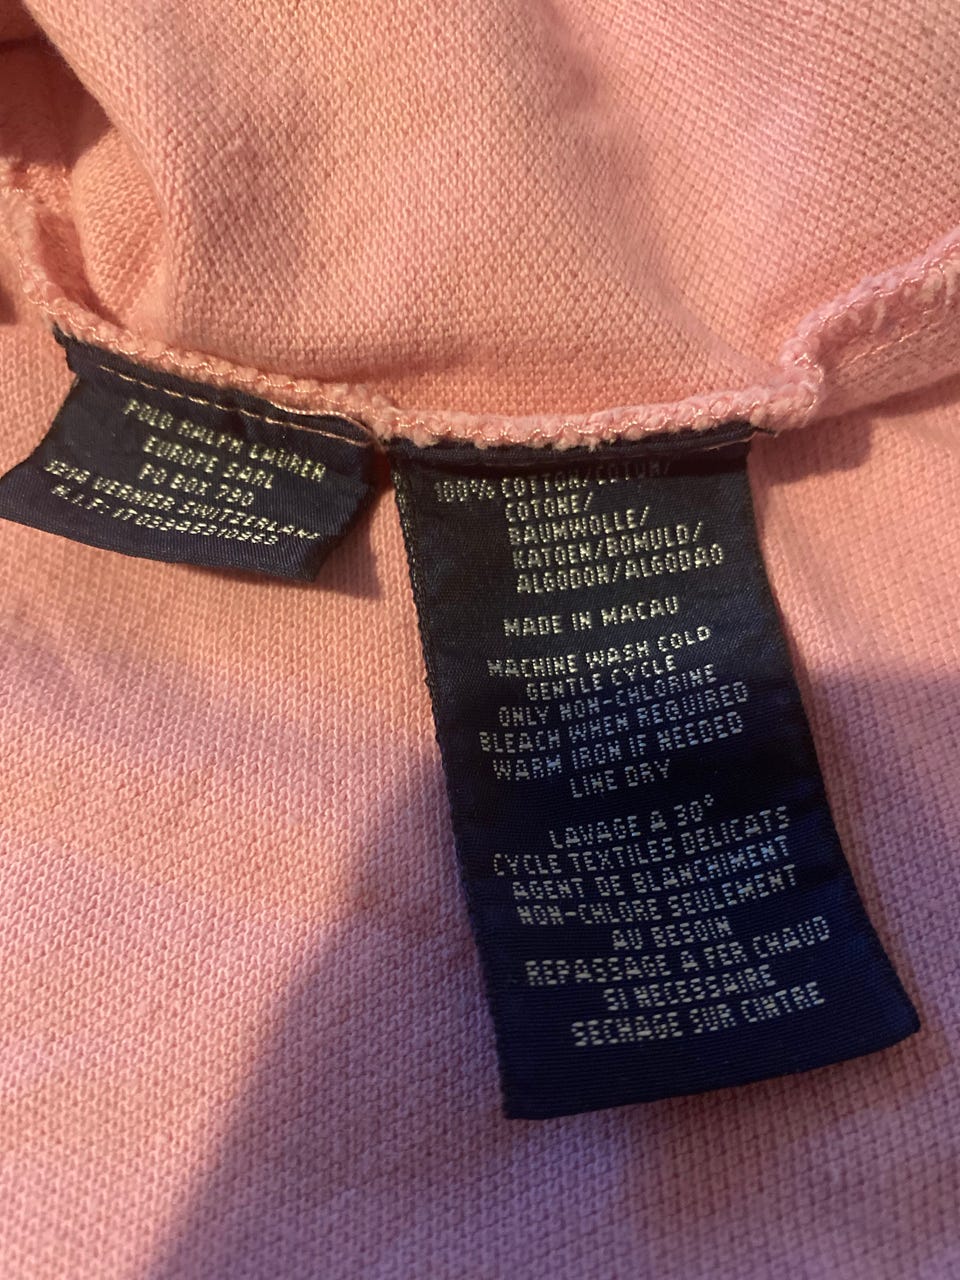 POLO RALPH LAUREN
EUROPE SARL
PO BOX 790
VERNIER SWITZERLAND
100% COTTON/COTON/
COTONE/
BAUMWOLLE/
KATOEN/BOMULD/
ALGODON/ALGODAO
MADE IN MACAU
MACHINE WASH COLD
GENTLE CYCLE
ONLY NON-CHLORINE
BLEACH WHEN REQUIRED
WARM IRON IF NEEDED
LINE DRY
LAVAGE A 30°
CYCLE TEXTILES DELICATS
AGENT DE BLANCHIMENT
NON-CHLORE SEULEMENT
AU BESOIN
REPASSAGE A FER CHAUD
SI NECESSAIRE
SECHAGE SUR CINTRE